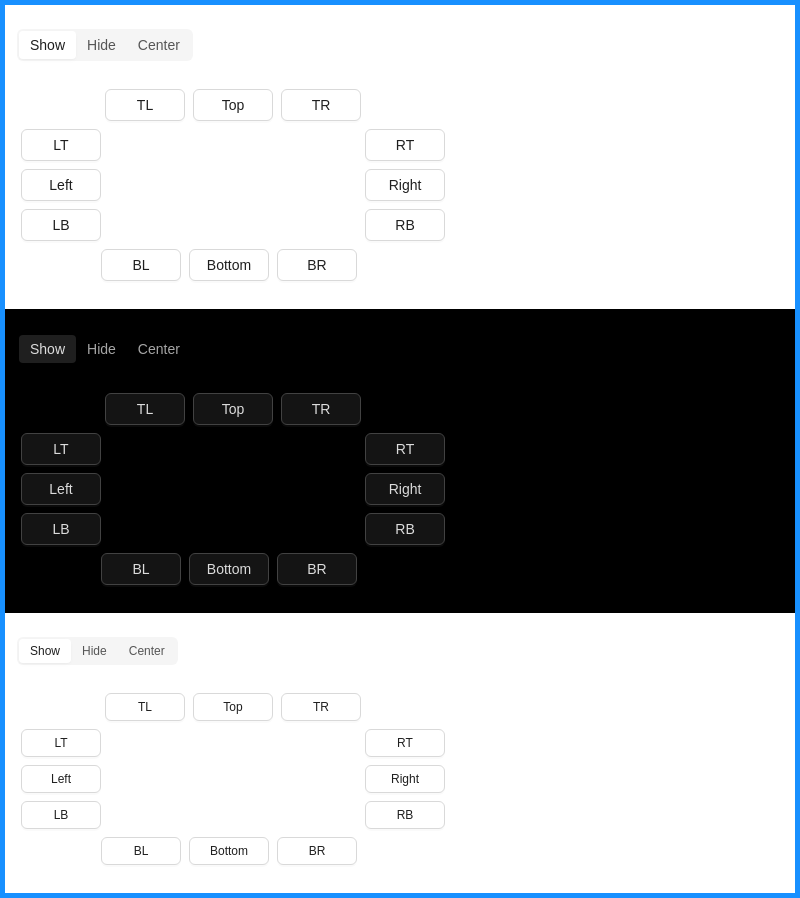 Show Hide Center
TL Top TR
LT RT
Left Right
LB RB
BL Bottom BR
Show Hide Center
TL Top TR
LT RT
Left Right
LB RB
BL Bottom BR
Show Hide Center
TL Top TR
LT RT
Left Right
LB RB
BL Bottom BR